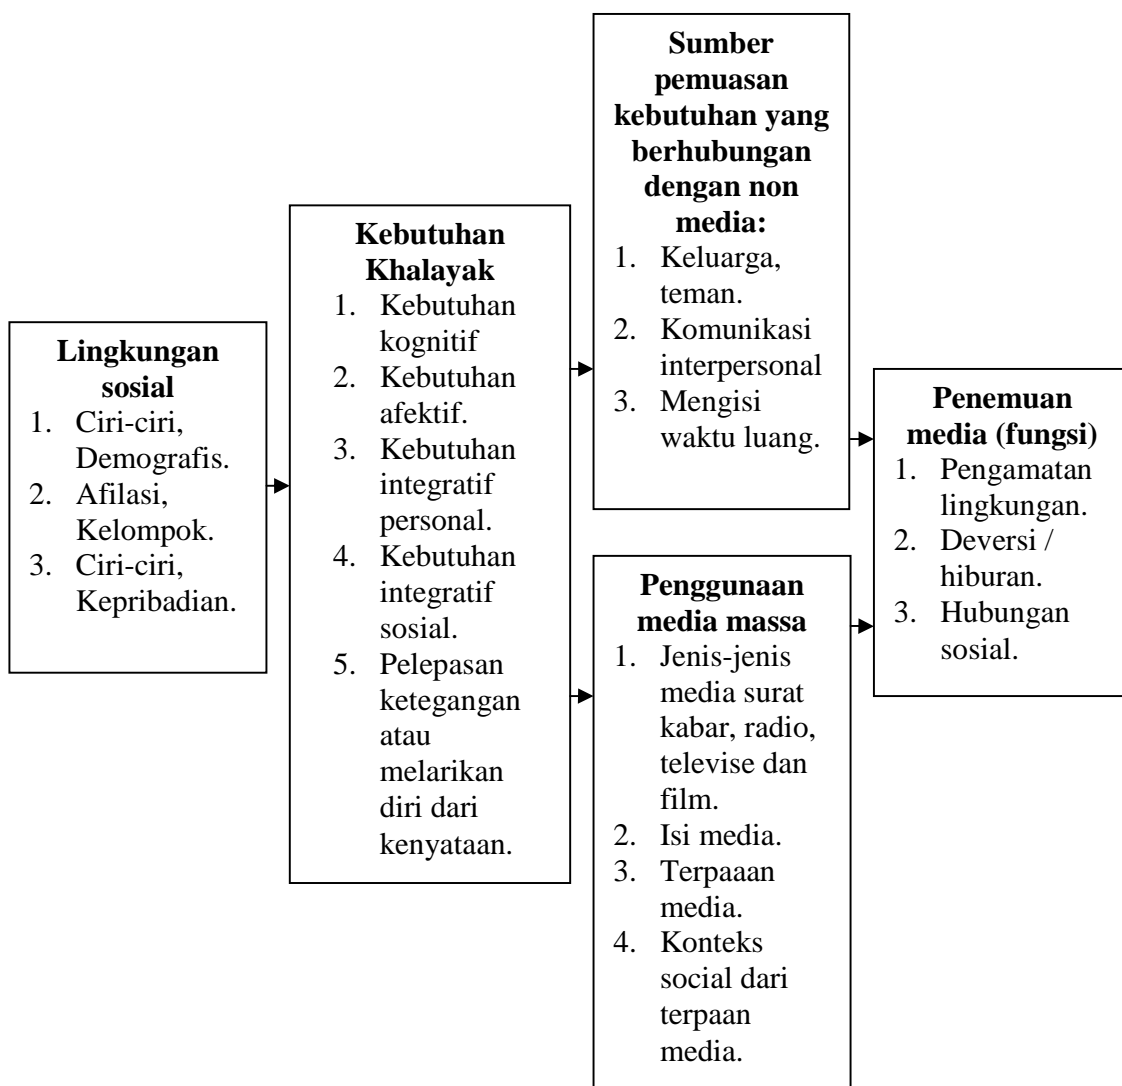 Lingkungan
sosial
1. Ciri-ciri,
Demografis.
2. Afilasi,
Kelompok.
3. Ciri-ciri,
Kepribadian.
Kebutuhan
Khalayak
1. Kebutuhan
kognitif
2. Kebutuhan
afektif.
3. Kebutuhan
integratif
personal.
4. Kebutuhan
integratif
sosial.
5. Pelepasan
ketegangan
atau
melarikan
diri dari
kenyataan.
Sumber
pemuasan
kebutuhan yang
berhubungan
dengan non
media:
1. Keluarga,
teman.
2. Komunikasi
interpersonal
3. Mengisi
waktu luang.
Penggunaan
media massa
1. Jenis-jenis
media surat
kabar, radio,
televise dan
film.
2. Isi media.
3. Terpaaan
media.
4. Konteks
social dari
terpaan
media.
Penemuan
media (fungsi)
1. Pengamatan
lingkungan.
2. Deversi /
hiburan.
3. Hubungan
sosial.